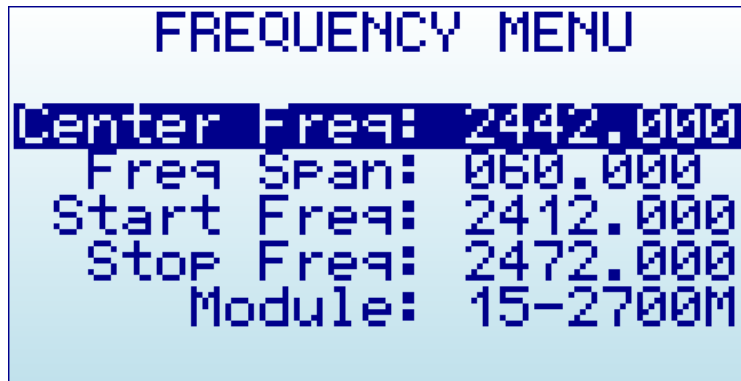 FREQUENCY MENU
Center Freq: 2442.000
Freq Span: 060.000
Start Freq: 2412.000
Stop Freq: 2472.000
Module: 15-2700M